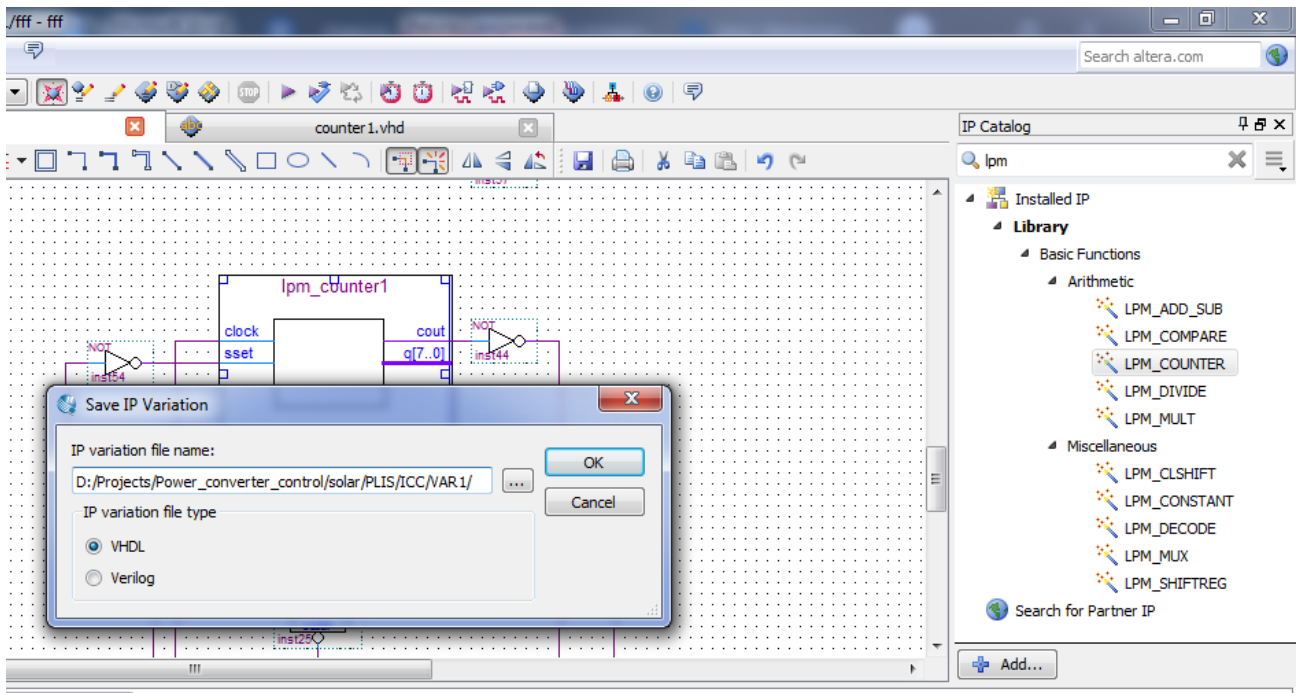 ./fff - fff
Search altera.com
STOP
counter1.vhd
IP Catalog
lpm
Installed IP
Library
Basic Functions
Arithmetic
LPM_ADD_SUB
LPM_COMPARE
LPM_COUNTER
LPM_DIVIDE
LPM_MULT
Miscellaneous
LPM_CLSHIFT
LPM_CONSTANT
LPM_DECODE
LPM_MUX
LPM_SHIFTREG
Search for Partner IP
Add...
inst57
lpm_counter1
clock
cout
sset
q[7..0]
NOT
inst44
NOT
inst54
Save IP Variation
IP variation file name:
D:/Projects/Power_converter_control/solar/PLIS/ICC/VAR1/
...
OK
Cancel
IP variation file type
VHDL
Verilog
inst25